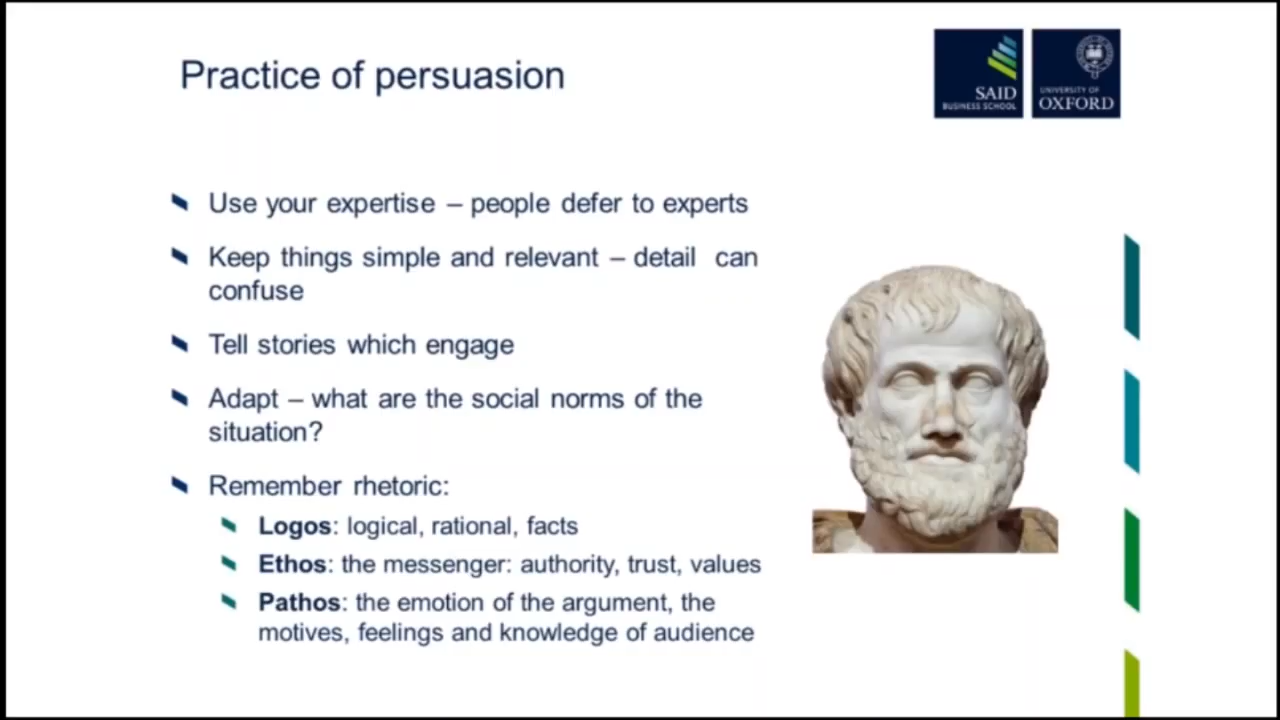 Practice of persuasion
SAID
BUSINESS SCHOOL
UNIVERSITY OF
OXFORD
Use your expertise – people defer to experts
Keep things simple and relevant – detail can
confuse
Tell stories which engage
Adapt – what are the social norms of the
situation?
Remember rhetoric:
Logos: logical, rational, facts
Ethos: the messenger: authority, trust, values
Pathos: the emotion of the argument, the
motives, feelings and knowledge of audience